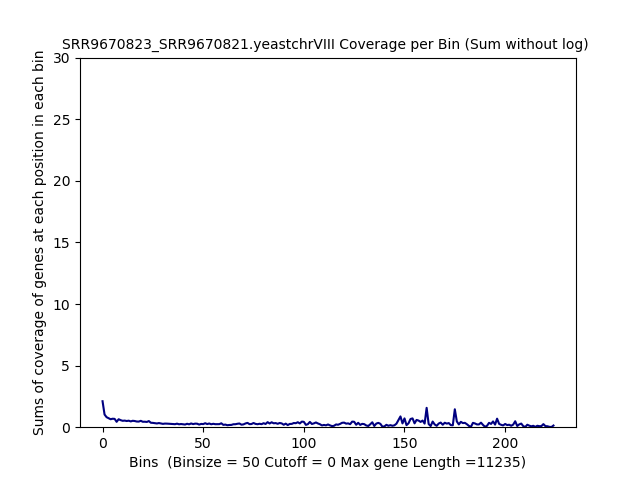 SRR9670823_SRR9670821.yeastchrVIII Coverage per Bin (Sum without log)
Sums of coverage of genes at each position in each bin
30
25
20
15
10
5
0
0 50 100 150 200
Bins  (Binsize = 50 Cutoff = 0 Max gene Length =11235)